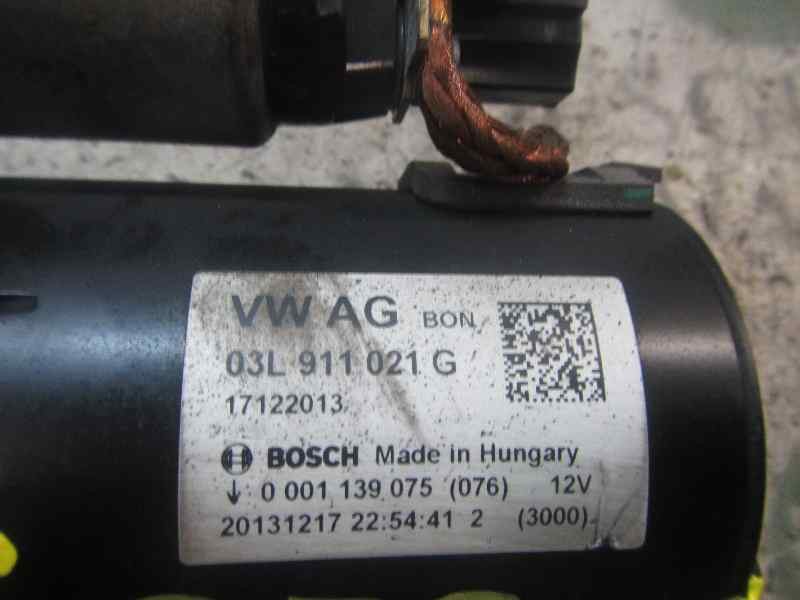 VW AG BON
03L 911 021 G
17122013
BOSCH Made in Hungary
↓ 0 001 139 075 (076) 12V
20131217 22:54:41 2 (3000)